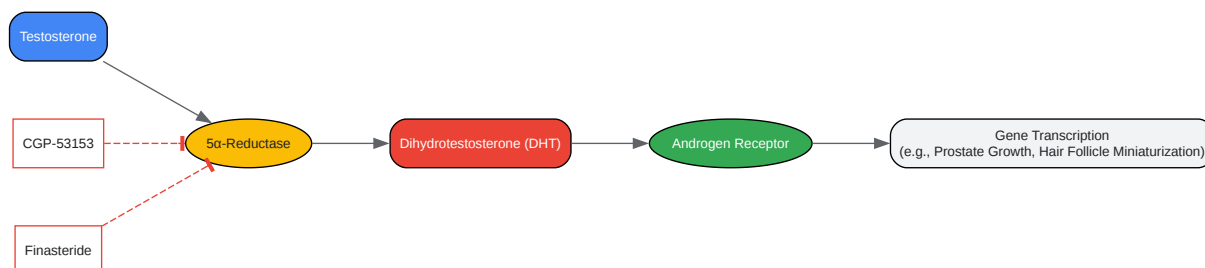 Testosterone
CGP-53153
5α-Reductase
Dihydrotestosterone (DHT)
Androgen Receptor
Gene Transcription
(e.g., Prostate Growth, Hair Follicle Miniaturization)
Finasteride